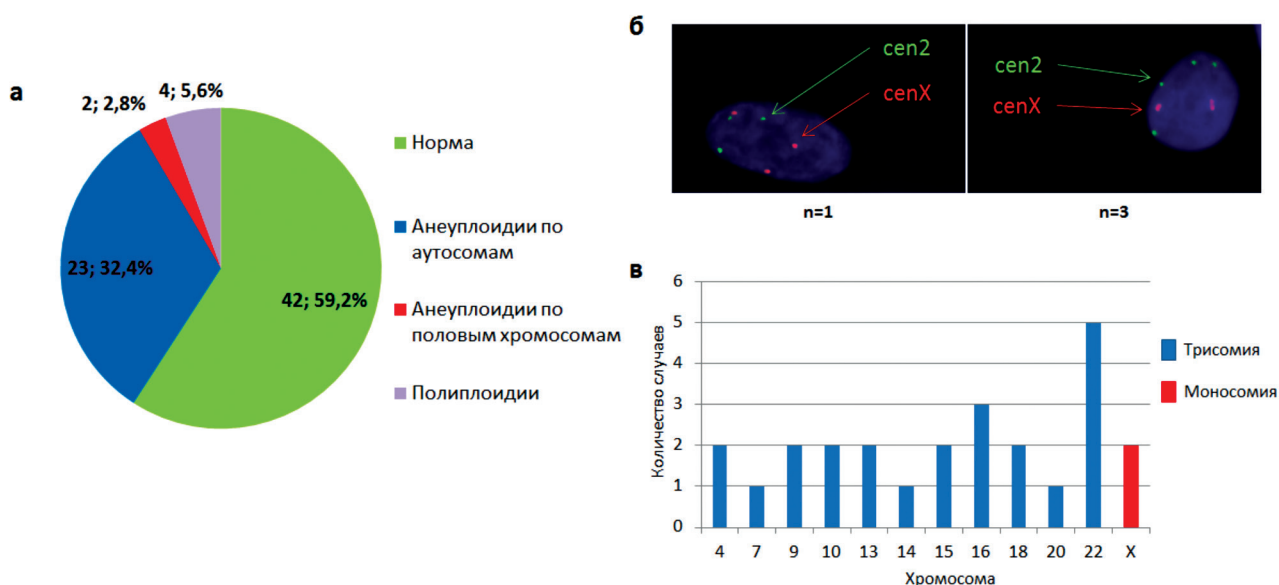 а
2; 2,8%
4; 5,6%
23; 32,4%
42; 59,2%
Норма
Анеуплоидии по
аутосомам
Анеуплоидии по
половым хромосомам
Полиплоидии
б
cen2
cenX
cen2
cenX
n=1
n=3
в
Количество случаев
6
5
4
3
2
1
0
4 7 9 10 13 14 15 16 18 20 22 X
Хромосома
Трисомия
Моносомия